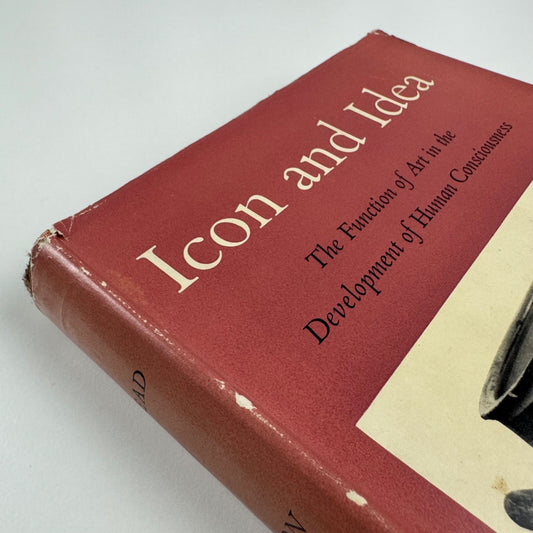 Icon and Idea
The Function of Art in the
Development of Human Consciousness